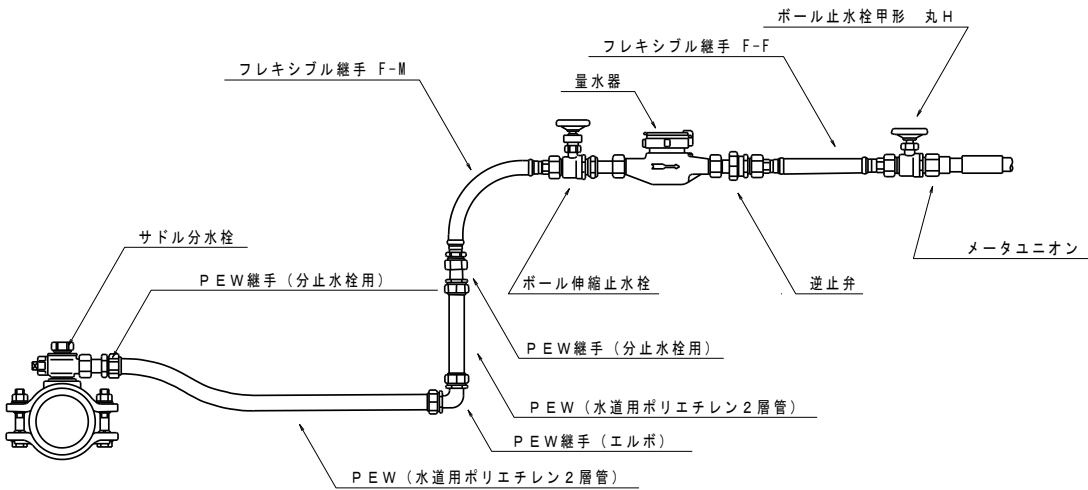 ボール止水栓甲形 丸H
フレキシブル継手 F-F
フレキシブル継手 F-M
量水器
サドル分水栓
PEW継手(分止水栓用)
ボール伸縮止水栓
逆止弁
メータユニオン
PEW継手(分止水栓用)
PEW(水道用ポリエチレン2層管)
PEW継手(エルボ)
PEW(水道用ポリエチレン2層管)